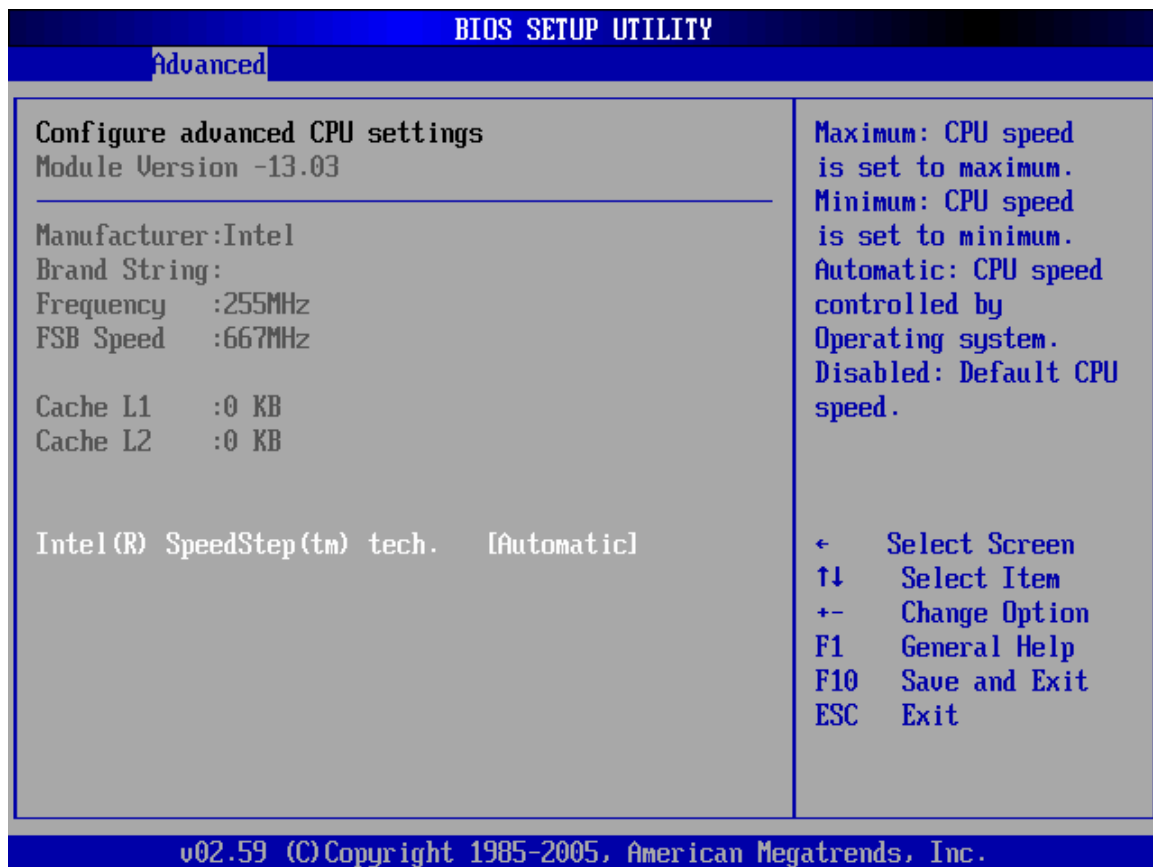 BIOS SETUP UTILITY
Advanced
Configure advanced CPU settings
Module Version -13.03
Manufacturer:Intel
Brand String:
Frequency :255MHz
FSB Speed :667MHz
Cache L1 :0 KB
Cache L2 :0 KB
Intel(R) SpeedStep(tm) tech. [Automatic]
Maximum: CPU speed
is set to maximum.
Minimum: CPU speed
is set to minimum.
Automatic: CPU speed
controlled by
Operating system.
Disabled: Default CPU
speed.
← Select Screen
↑↓ Select Item
+- Change Option
F1 General Help
F10 Save and Exit
ESC Exit
v02.59 (C)Copyright 1985-2005, American Megatrends, Inc.